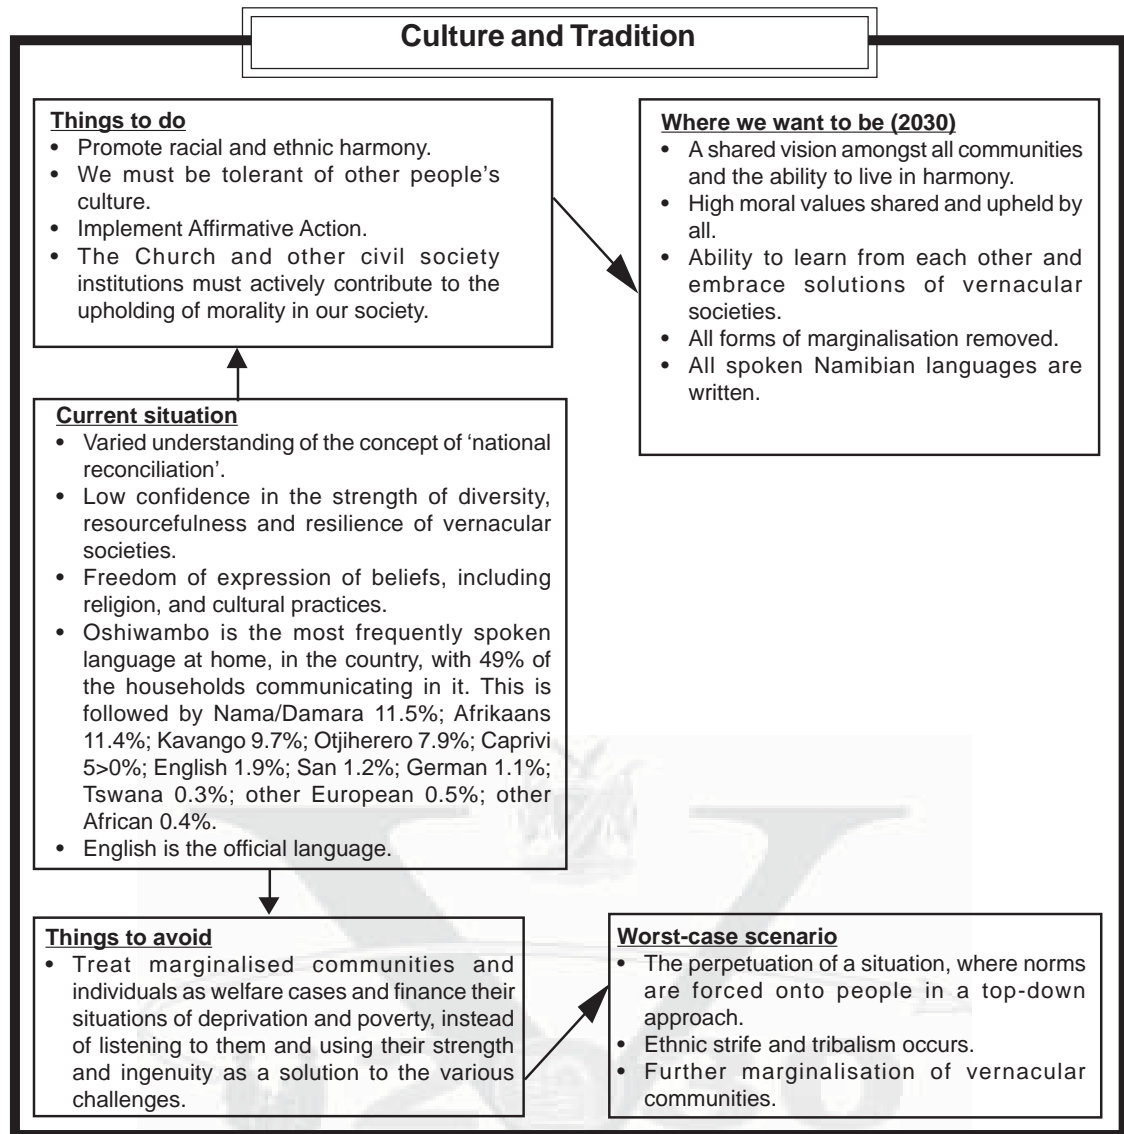 Culture and Tradition
Things to do
• Promote racial and ethnic harmony.
• We must be tolerant of other people's
culture.
• Implement Affirmative Action.
• The Church and other civil society
institutions must actively contribute to the
upholding of morality in our society.
Where we want to be (2030)
• A shared vision amongst all communities
and the ability to live in harmony.
• High moral values shared and upheld by
all.
• Ability to learn from each other and
embrace solutions of vernacular
societies.
• All forms of marginalisation removed.
• All spoken Namibian languages are
written.
Current situation
• Varied understanding of the concept of ‘national
reconciliation’.
• Low confidence in the strength of diversity,
resourcefulness and resilience of vernacular
societies.
• Freedom of expression of beliefs, including
religion, and cultural practices.
• Oshiwambo is the most frequently spoken
language at home, in the country, with 49% of
the households communicating in it. This is
followed by Nama/Damara 11.5%; Afrikaans
11.4%; Kavango 9.7%; Otjiherero 7.9%; Caprivi
5>0%; English 1.9%; San 1.2%; German 1.1%;
Tswana 0.3%; other European 0.5%; other
African 0.4%.
• English is the official language.
Things to avoid
• Treat marginalised communities and
individuals as welfare cases and finance their
situations of deprivation and poverty, instead
of listening to them and using their strength
and ingenuity as a solution to the various
challenges.
Worst-case scenario
• The perpetuation of a situation, where norms
are forced onto people in a top-down
approach.
• Ethnic strife and tribalism occurs.
• Further marginalisation of vernacular
communities.